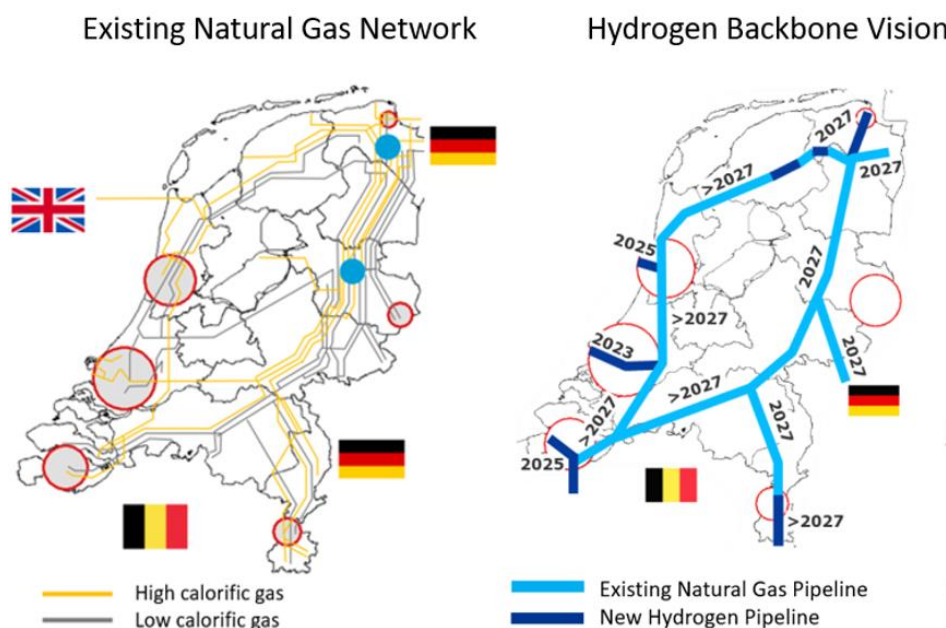 Existing Natural Gas Network
Hydrogen Backbone Vision
High calorific gas
Low calorific gas
2027
>2027
2027
2025
2027
>2027
2023
2027
>2027
>2027
2027
2025
>2027
Existing Natural Gas Pipeline
New Hydrogen Pipeline